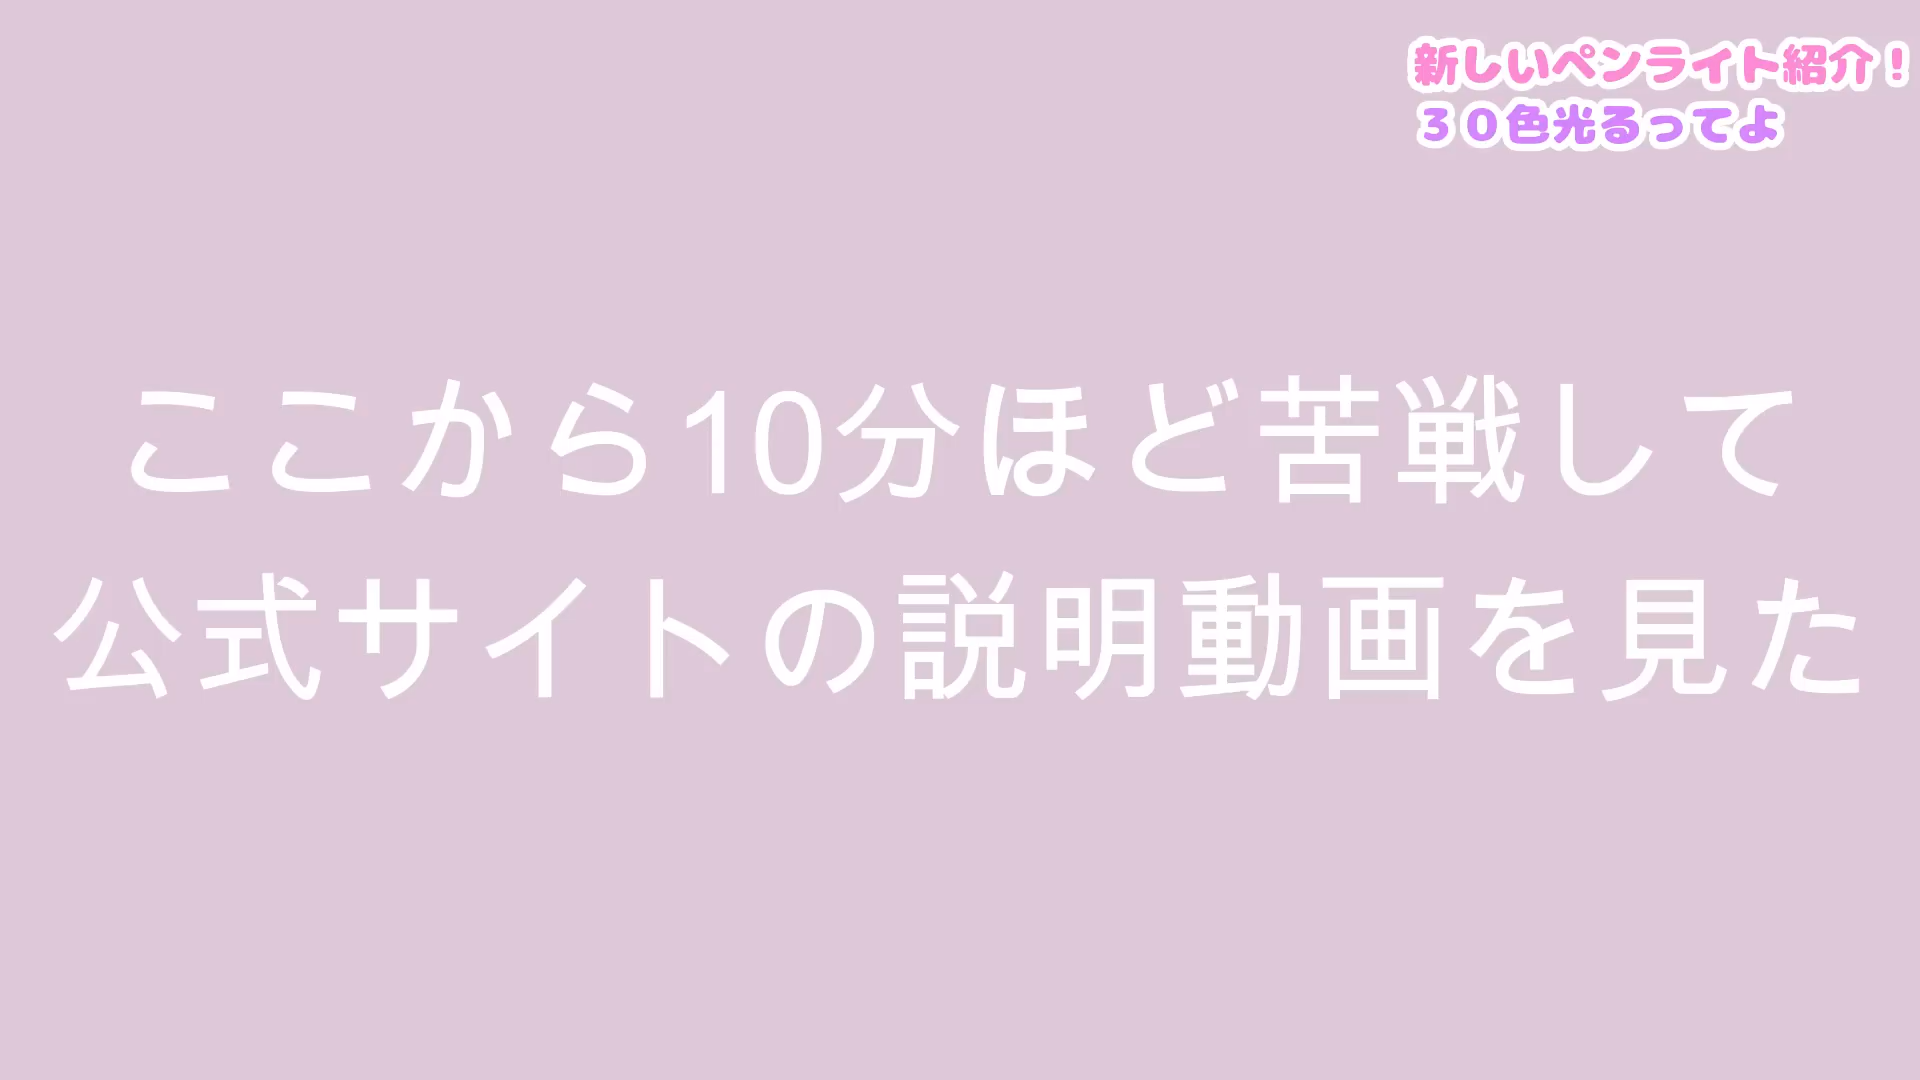 新しいペンライト紹介！
３０色光るってよ
ここから10分ほど苦戦して
公式サイトの説明動画を見た